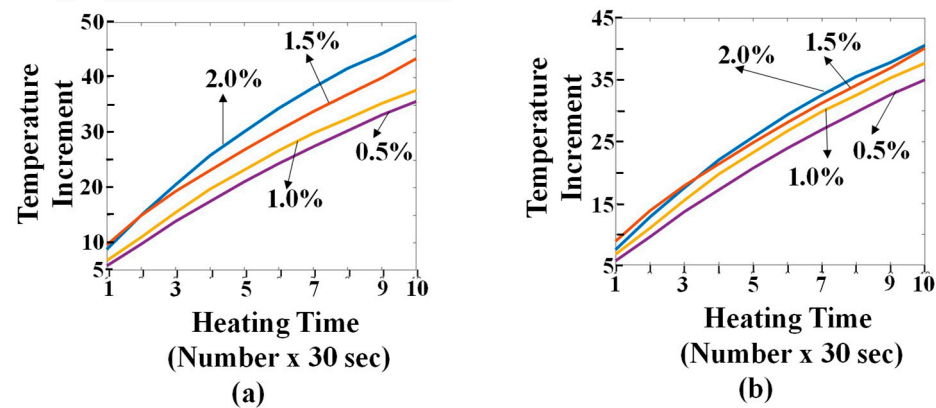 50
40
30
20
10
5
Temperature
Increment
2.0%
1.5%
1.0%
0.5%
1 3 5 7 9 10
Heating Time
(Number x 30 sec)
(a)
45
35
25
15
5
Temperature
Increment
2.0%
1.5%
1.0%
0.5%
1 3 5 7 9 10
Heating Time
(Number x 30 sec)
(b)